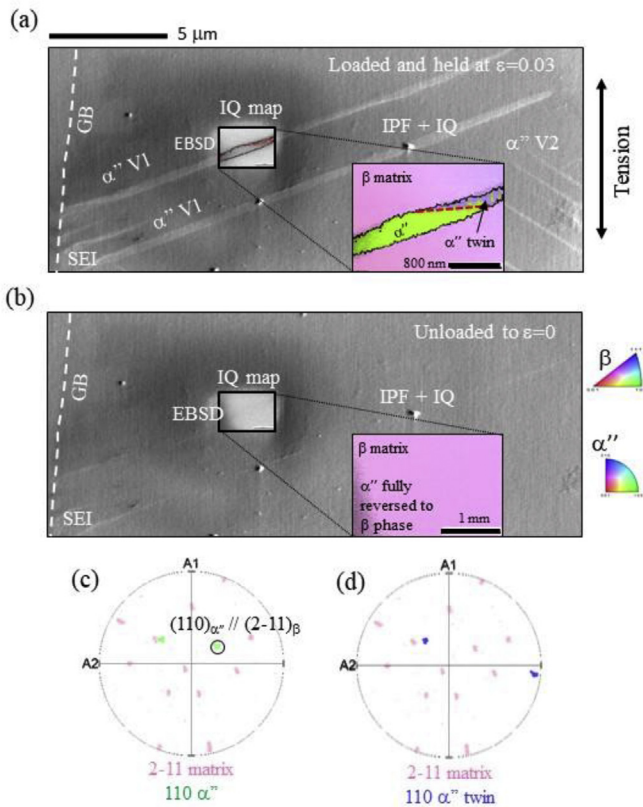 (a)
5 μm
Loaded and held at ε=0.03
GB
IQ map
EBSD
IPF + IQ
α'' V1
α'' V1
α'' V2
Tension
β matrix
α''
α'' twin
800 nm
SEI
(b)
Unloaded to ε=0
GB
IQ map
EBSD
IPF + IQ
β matrix
α'' fully
reversed to
β phase
1 mm
SEI
β
α''
(c)
A1
(110)α'' // (2-11)β
A2
2-11 matrix
110 α''
(d)
A1
A2
2-11 matrix
110 α'' twin